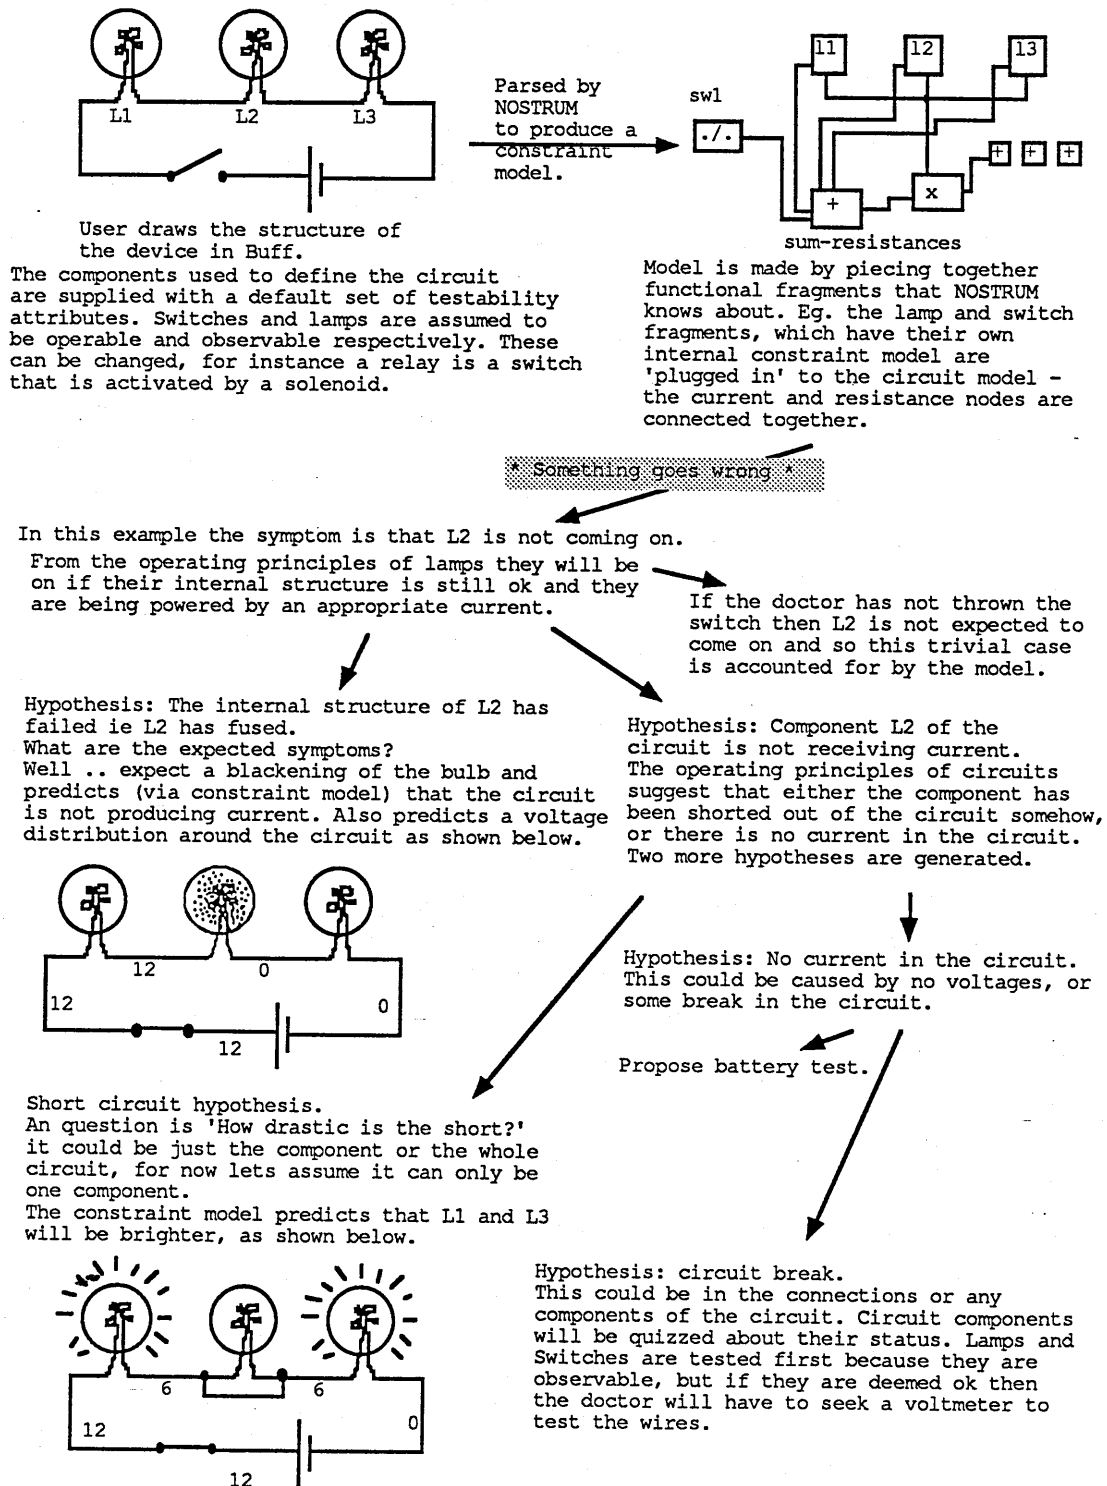 L1
L2
L3
User draws the structure of
the device in Buff.
The components used to define the circuit
are supplied with a default set of testability
attributes. Switches and lamps are assumed to
be operable and observable respectively. These
can be changed, for instance a relay is a switch
that is activated by a solenoid.
Parsed by
NOSTRUM
to produce a
constraint
model.
sw1
./.
l1
l2
l3
+
x
+
+
+
sum-resistances
Model is made by piecing together
functional fragments that NOSTRUM
knows about. Eg. the lamp and switch
fragments, which have their own
internal constraint model are
'plugged in' to the circuit model -
the current and resistance nodes are
connected together.
* Something goes wrong *
In this example the symptom is that L2 is not coming on.
From the operating principles of lamps they will be
on if their internal structure is still ok and they
are being powered by an appropriate current.
If the doctor has not thrown the
switch then L2 is not expected to
come on and so this trivial case
is accounted for by the model.
Hypothesis: The internal structure of L2 has
failed ie L2 has fused.
What are the expected symptoms?
Well .. expect a blackening of the bulb and
predicts (via constraint model) that the circuit
is not producing current. Also predicts a voltage
distribution around the circuit as shown below.
12
0
12
0
12
Hypothesis: Component L2 of the
circuit is not receiving current.
The operating principles of circuits
suggest that either the component has
been shorted out of the circuit somehow,
or there is no current in the circuit.
Two more hypotheses are generated.
Hypothesis: No current in the circuit.
This could be caused by no voltages, or
some break in the circuit.
Propose battery test.
Short circuit hypothesis.
An question is 'How drastic is the short?'
it could be just the component or the whole
circuit, for now lets assume it can only be
one component.
The constraint model predicts that L1 and L3
will be brighter, as shown below.
6
6
12
0
12
Hypothesis: circuit break.
This could be in the connections or any
components of the circuit. Circuit components
will be quizzed about their status. Lamps and
Switches are tested first because they are
observable, but if they are deemed ok then
the doctor will have to seek a voltmeter to
test the wires.